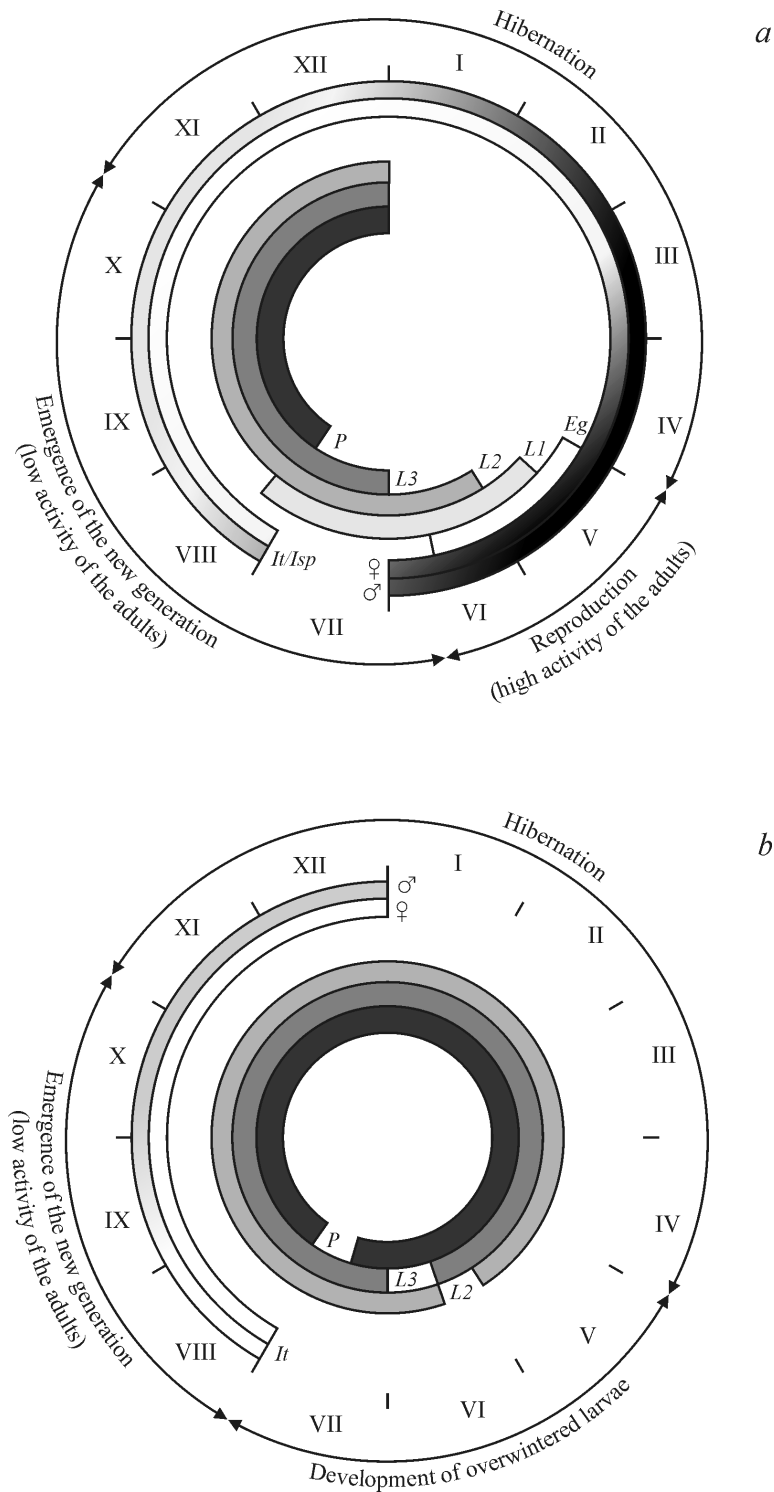 a
Hibernation
XII
I
XI
II
X
III
IX
IV
VIII
V
VII
VI
P
Eg
L1
L2
L3
It/Isp
♀
♂
Emergence of the new generation
(low activity of the adults)
Reproduction
(high activity of the adults)
b
Hibernation
XII
I
♂
♀
XI
II
X
III
IX
IV
P
L3
L2
VIII
It
V
VII
VI
Emergence of the new generation
(low activity of the adults)
Development of overwintered larvae